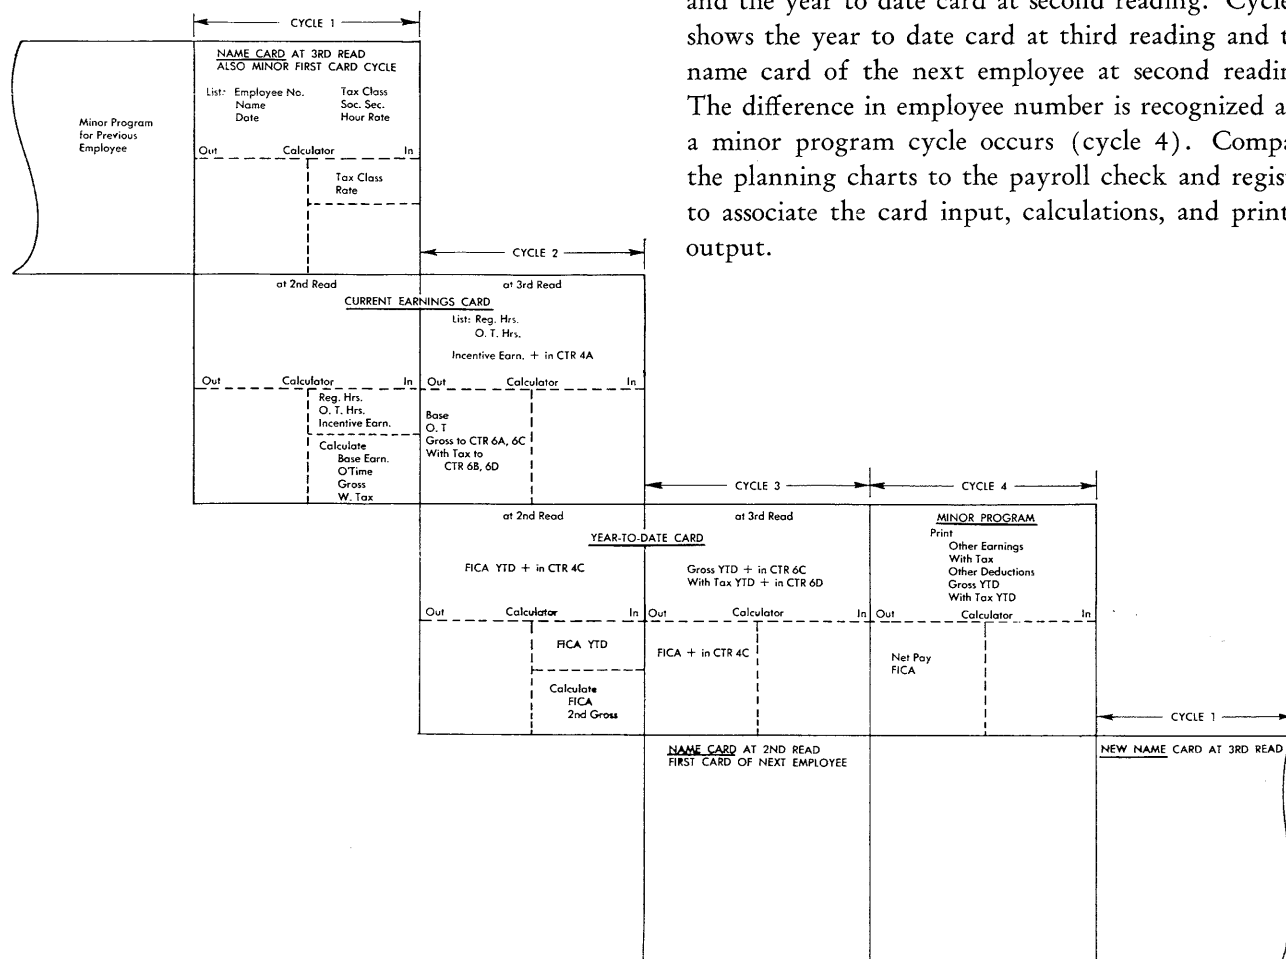 and the year to date card at second reading. Cycle
shows the year to date card at third reading and
name card of the next employee at second
The difference in employee number is recognized
a minor program cycle occurs (cycle 4).
the planning charts to the payroll check and
to associate the card input, calculations, and
output.
CYCLE 1
NAME CARD AT 3RD READ
ALSO MINOR FIRST CARD CYCLE
List: Employee No. Tax Class
Name Soc. Sec.
Date Hour Rate
Minor Program
for Previous
Employee
Out Calculator In
Tax Class
Rate
CYCLE 2
at 2nd Read at 3rd Read
CURRENT EARNINGS CARD
List: Reg. Hrs.
O. T. Hrs.
Incentive Earn. + in CTR 4A
Out Calculator In Out Calculator In
Reg. Hrs.
O. T. Hrs.
Incentive Earn.
Calculate
Base Earn.
O'Time
Gross
W. Tax
Base
O. T
Gross to CTR 6A, 6C
With Tax to
CTR 6B, 6D
CYCLE 3 CYCLE 4
at 2nd Read at 3rd Read
YEAR-TO-DATE CARD
FICA YTD + in CTR 4C
Gross YTD + in CTR 6C
With Tax YTD + in CTR 6D
MINOR PROGRAM
Print
Other Earnings
With Tax
Other Deductions
Gross YTD
With Tax YTD
Out Calculator In Out Calculator In Out Calculator In
FICA YTD
Calculate
FICA
2nd Gross
FICA + in CTR 4C
Net Pay
FICA
CYCLE 1
NAME CARD AT 2ND READ
FIRST CARD OF NEXT EMPLOYEE
NEW NAME CARD AT 3RD READ